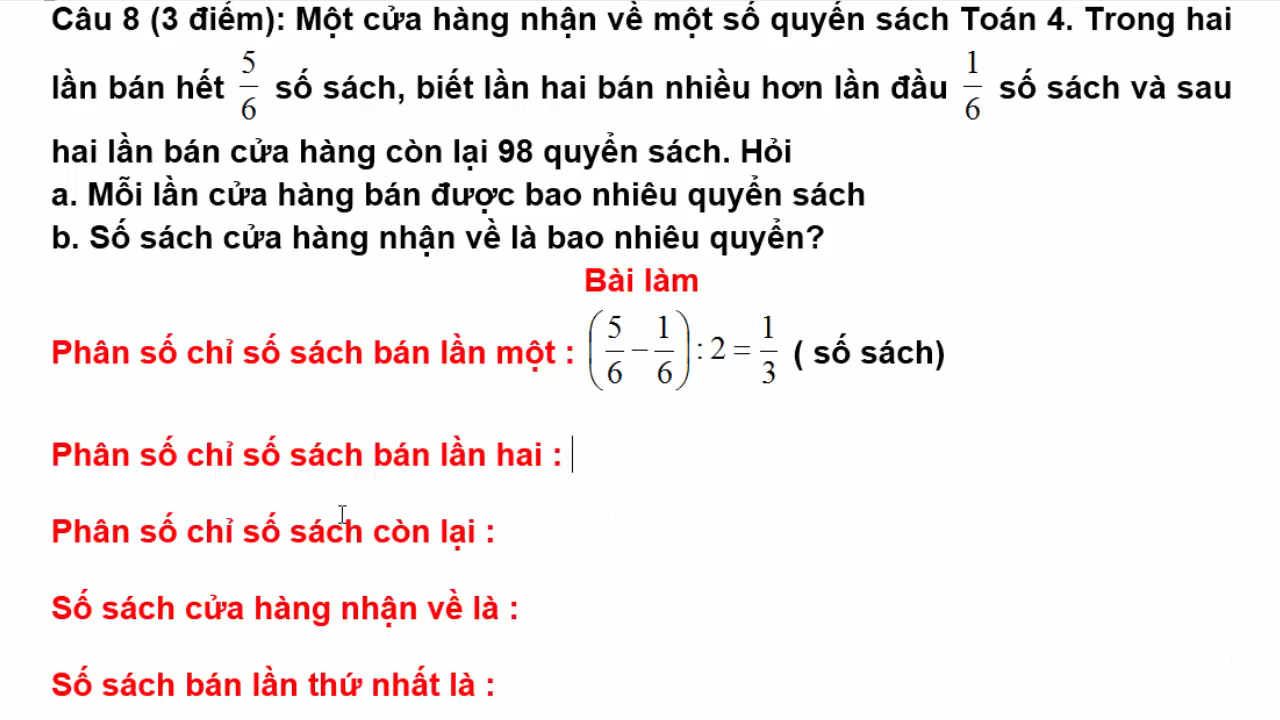 Câu 8 (3 điểm): Một cửa hàng nhận về một số quyển sách Toán 4. Trong hai
lần bán hết 5/6 số sách, biết lần hai bán nhiều hơn lần đầu 1/6 số sách và sau
hai lần bán cửa hàng còn lại 98 quyển sách. Hỏi
a. Mỗi lần cửa hàng bán được bao nhiêu quyển sách
b. Số sách cửa hàng nhận về là bao nhiêu quyển?
Bài làm
Phân số chỉ số sách bán lần một : (5/6 − 1/6) : 2 = 1/3 ( số sách)
Phân số chỉ số sách bán lần hai :
Phân số chỉ số sách còn lại :
Số sách cửa hàng nhận về là :
Số sách bán lần thứ nhất là :